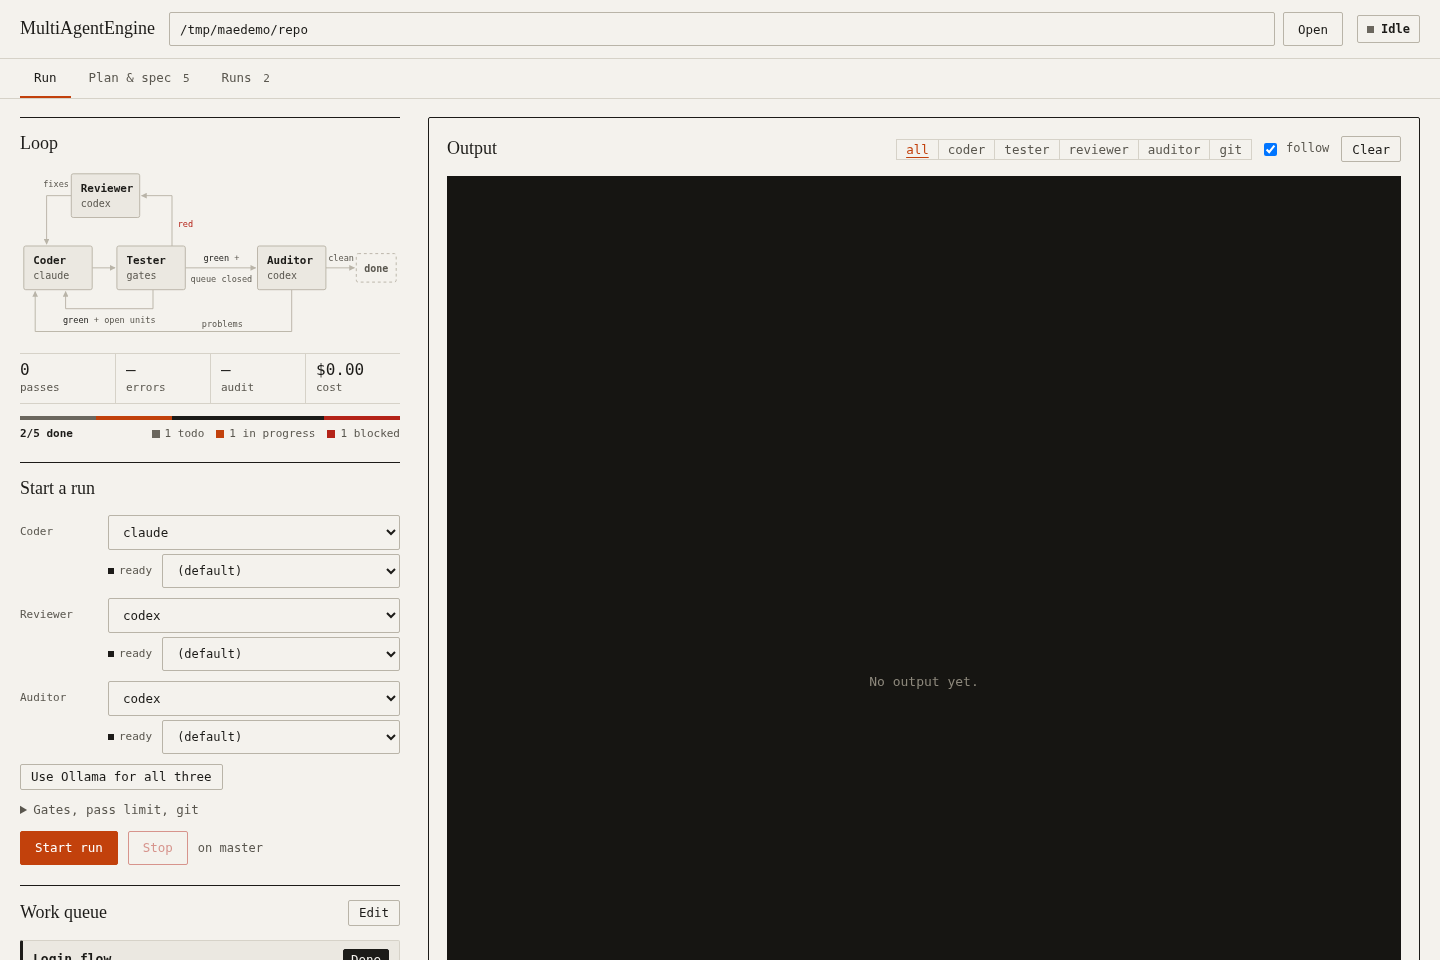 MultiAgentEngine
/tmp/maedemo/repo
Open
Idle
Run
Plan & spec 5
Runs 2
Loop
fixes
Reviewer
codex
red
Coder
claude
Tester
gates
green +
queue closed
Auditor
codex
clean
done
green + open units
problems
0
passes
—
errors
—
audit
$0.00
cost
2/5 done
1 todo
1 in progress
1 blocked
Start a run
Coder
claude
ready
(default)
Reviewer
codex
ready
(default)
Auditor
codex
ready
(default)
Use Ollama for all three
Gates, pass limit, git
Start run
Stop
on master
Work queue
Edit
Login flow
Done
Output
all
coder
tester
reviewer
auditor
git
follow
Clear
No output yet.